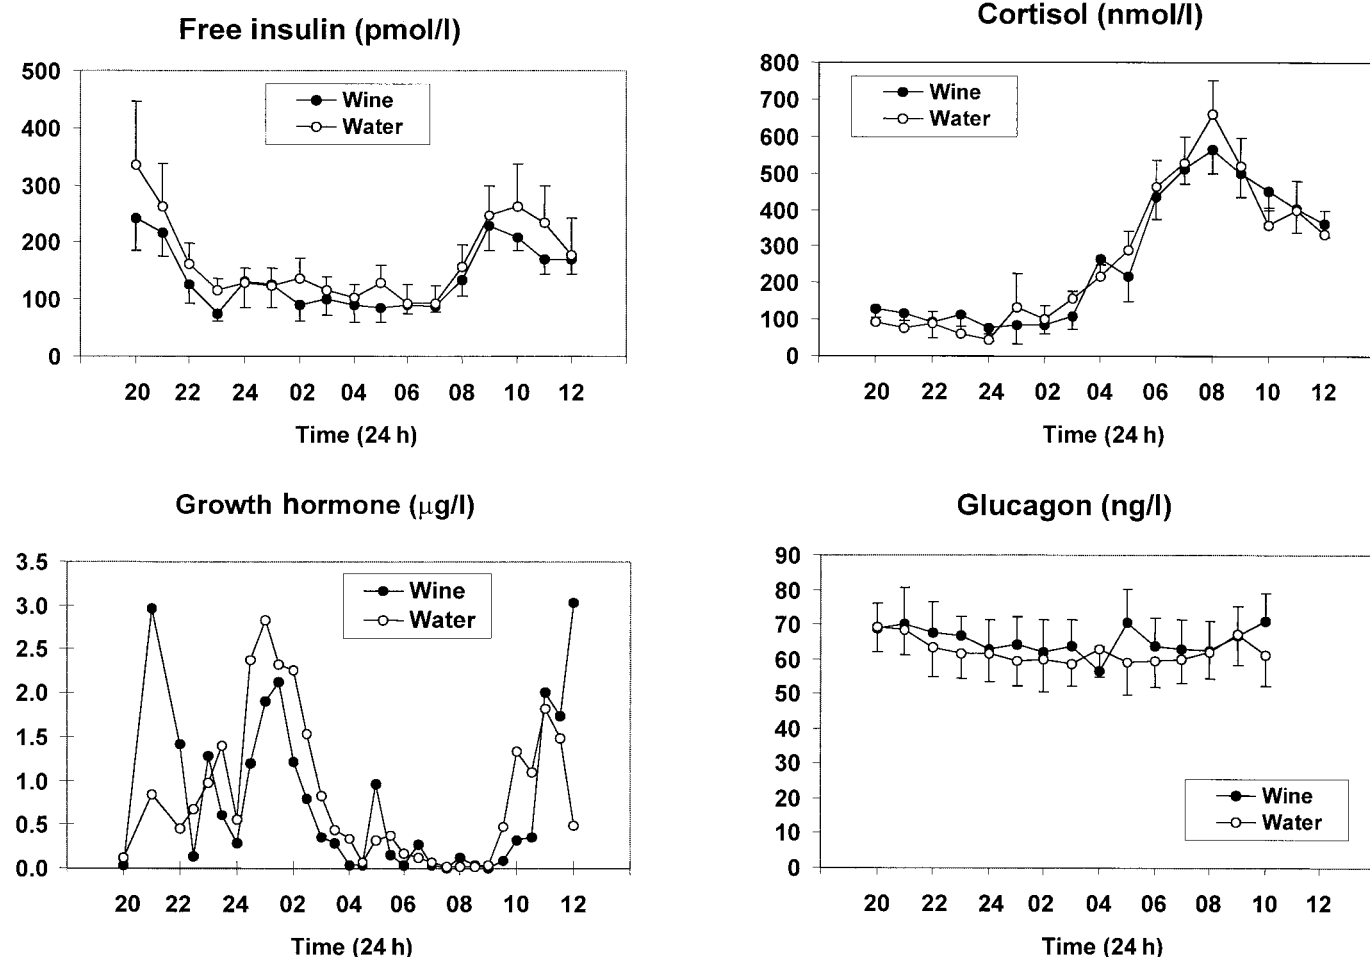 Free insulin (pmol/l)
500
400
300
200
100
0
Wine
Water
20 22 24 02 04 06 08 10 12
Time (24 h)
Cortisol (nmol/l)
800
700
600
500
400
300
200
100
0
Wine
Water
20 22 24 02 04 06 08 10 12
Time (24 h)
Growth hormone (μg/l)
3.5
3.0
2.5
2.0
1.5
1.0
0.5
0.0
Wine
Water
20 22 24 02 04 06 08 10 12
Time (24 h)
Glucagon (ng/l)
90
80
70
60
50
40
30
20
10
0
Wine
Water
20 22 24 02 04 06 08 10 12
Time (24 h)